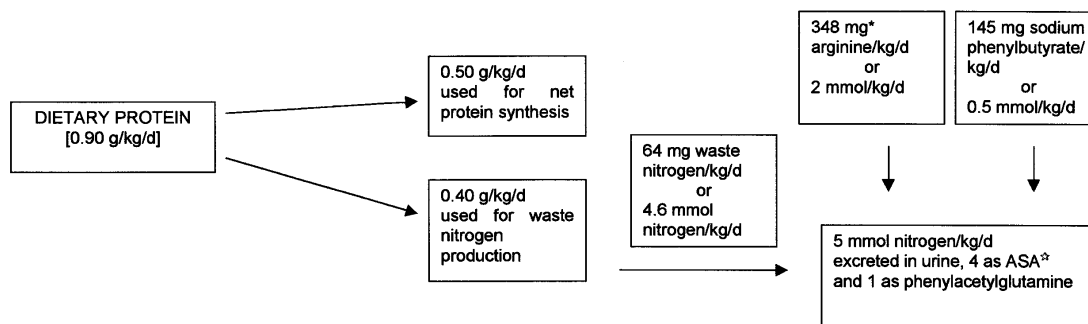 DIETARY PROTEIN
[0.90 g/kg/d]
0.50 g/kg/d
used for net
protein synthesis
0.40 g/kg/d
used for waste
nitrogen
production
64 mg waste
nitrogen/kg/d
or
4.6 mmol
nitrogen/kg/d
348 mg*
arginine/kg/d
or
2 mmol/kg/d
145 mg sodium
phenylbutyrate/
kg/d
or
0.5 mmol/kg/d
5 mmol nitrogen/kg/d
excreted in urine, 4 as ASA☆
and 1 as phenylacetylglutamine